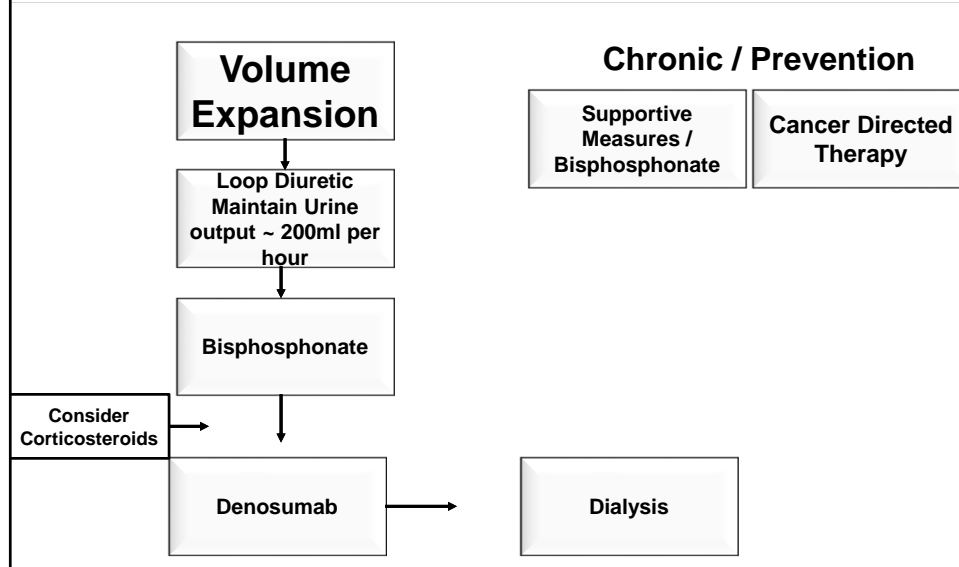 Volume
Expansion
Loop Diuretic
Maintain Urine
output ~ 200ml per
hour
Bisphosphonate
Consider
Corticosteroids
Denosumab
Dialysis
Chronic / Prevention
Supportive
Measures /
Bisphosphonate
Cancer Directed
Therapy